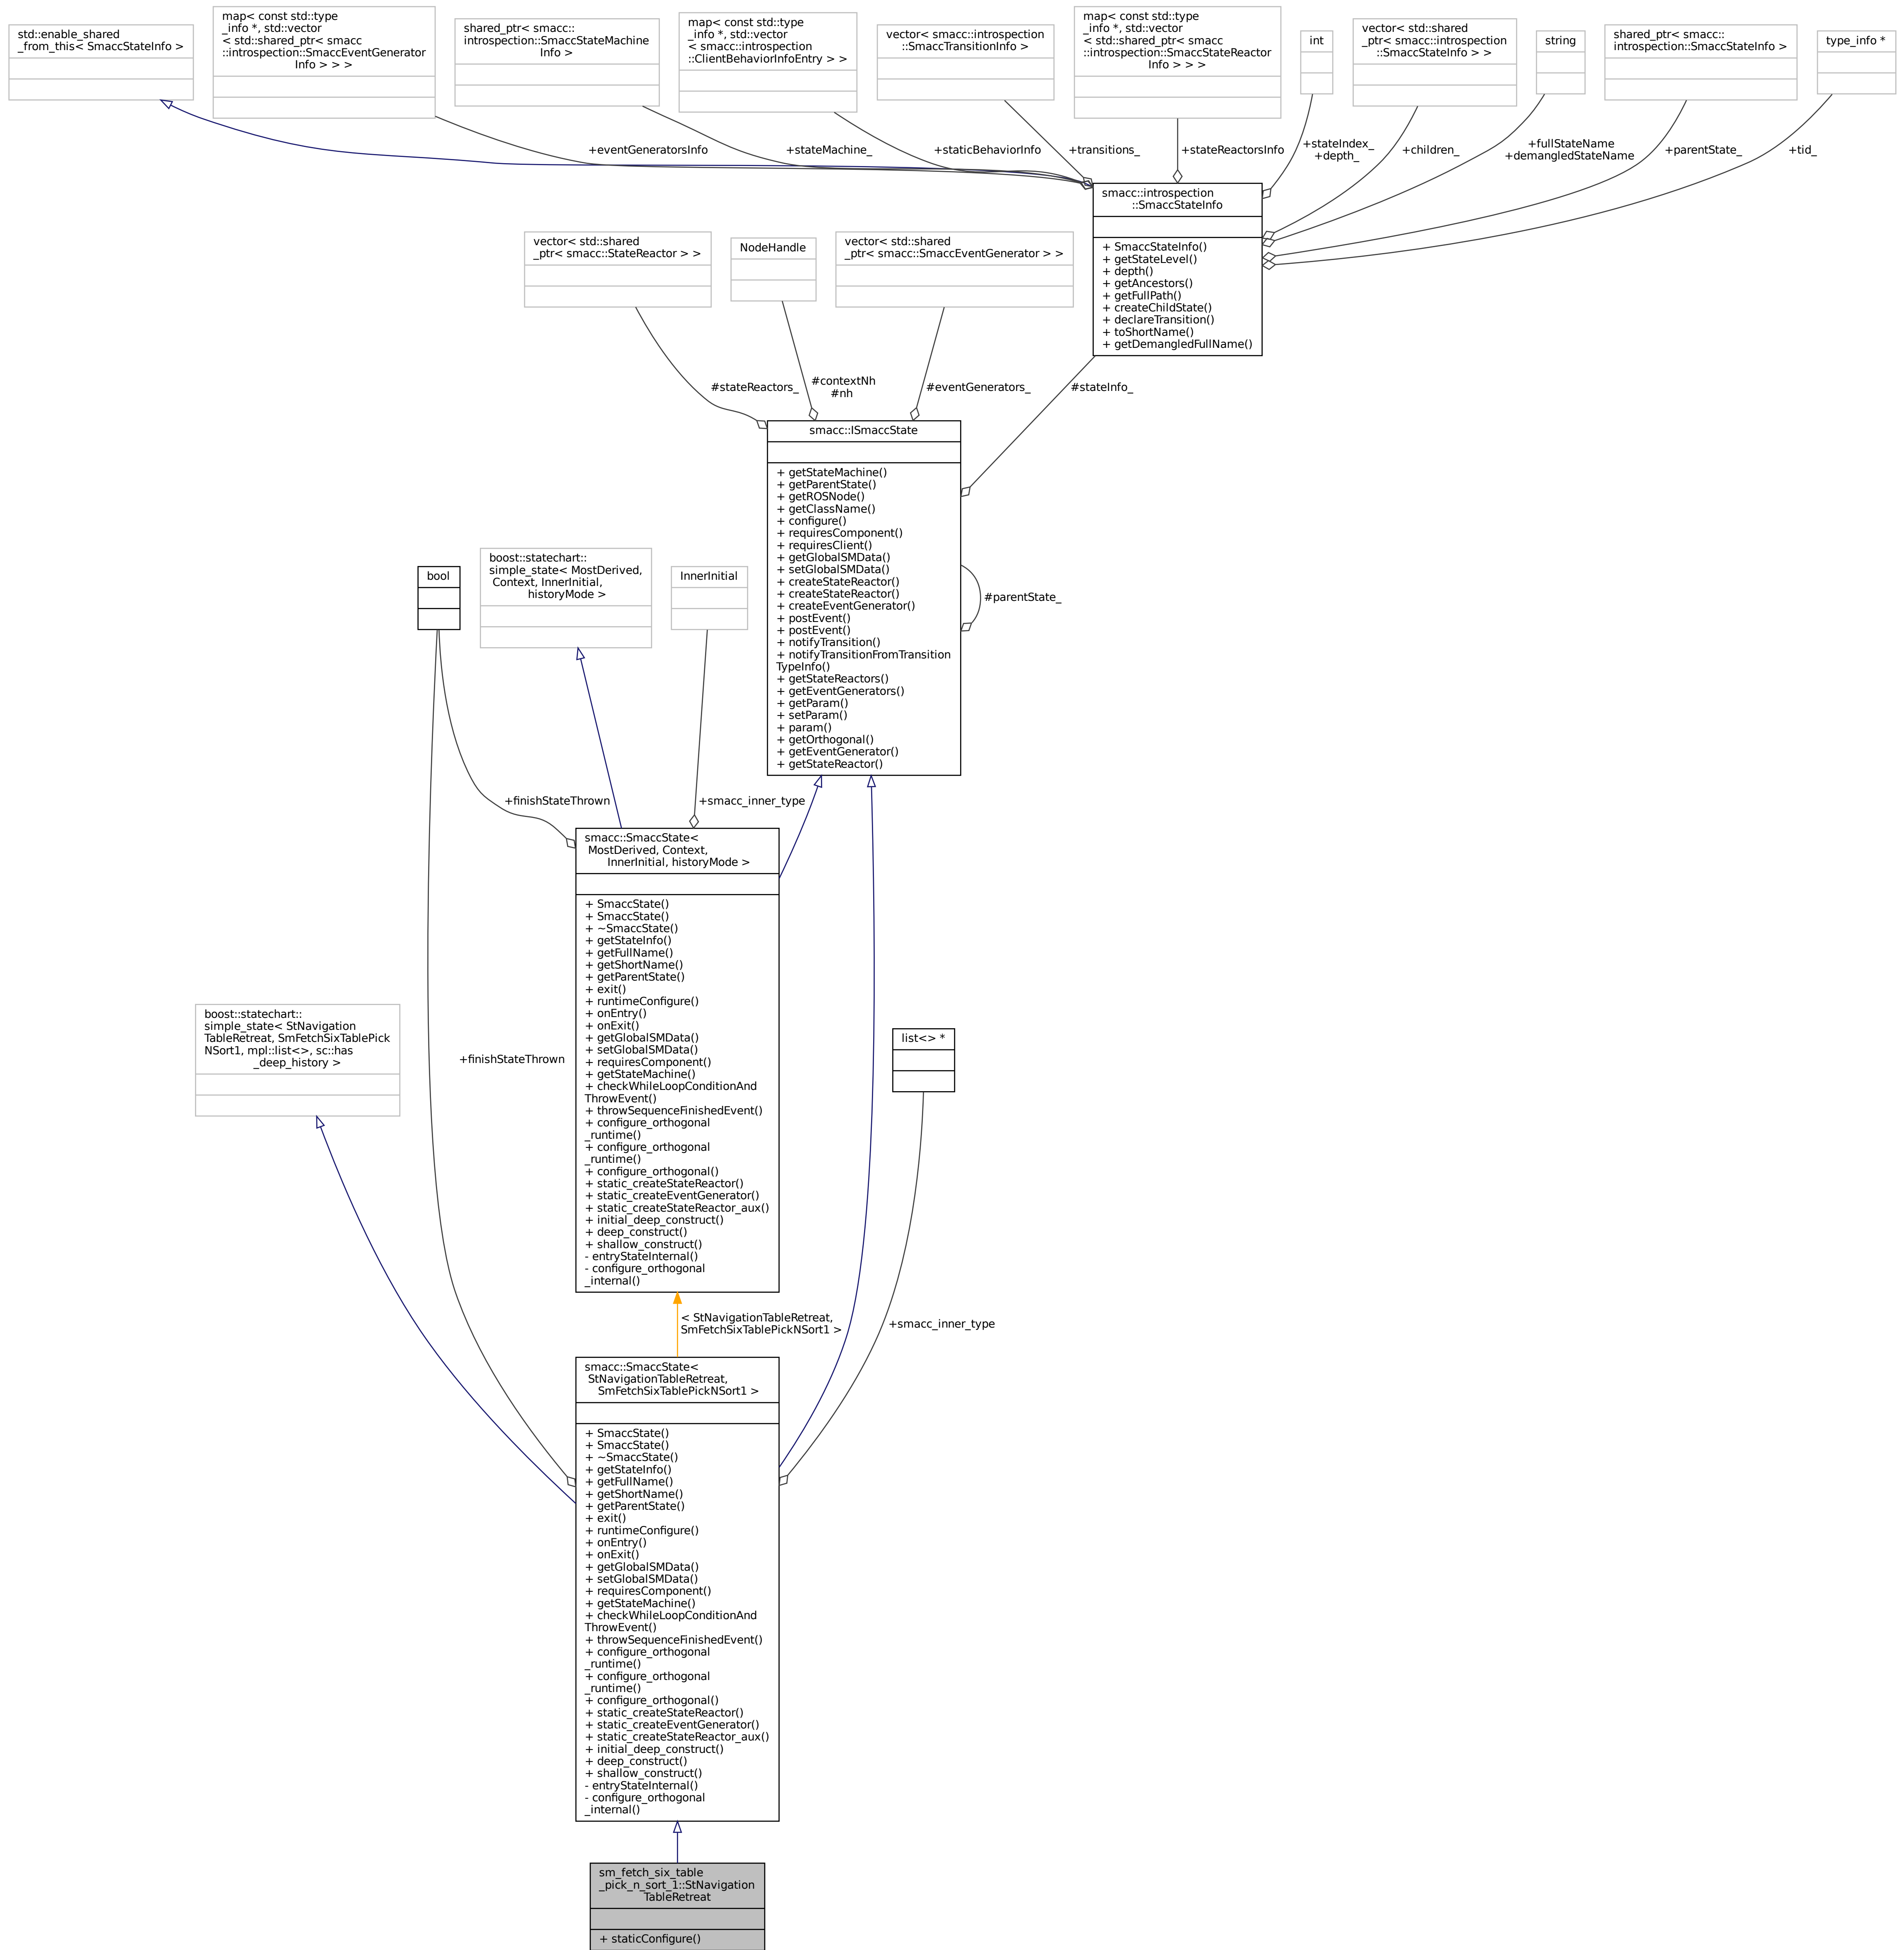 std::enable_shared
_from_this< SmaccStateInfo >
map< const std::type
_info *, std::vector
< std::shared_ptr< smacc
::introspection::SmaccEventGenerator
Info > > >
shared_ptr< smacc::
introspection::SmaccStateMachine
Info >
map< const std::type
_info *, std::vector
< smacc::introspection
::ClientBehaviorInfoEntry > >
vector< smacc::introspection
::SmaccTransitionInfo >
map< const std::type
_info *, std::vector
< std::shared_ptr< smacc
::introspection::SmaccStateReactor
Info > > >
int
vector< std::shared
_ptr< smacc::introspection
::SmaccStateInfo > >
string
shared_ptr< smacc::
introspection::SmaccStateInfo >
type_info *
+eventGeneratorsInfo
+stateMachine_
+staticBehaviorInfo
+transitions_
+stateReactorsInfo
+stateIndex_
+depth_
+children_
+fullStateName
+demangledStateName
+parentState_
+tid_
smacc::introspection
::SmaccStateInfo
+ SmaccStateInfo()
+ getStateLevel()
+ depth()
+ getAncestors()
+ getFullPath()
+ createChildState()
+ declareTransition()
+ toShortName()
+ getDemangledFullName()
vector< std::shared
_ptr< smacc::StateReactor > >
NodeHandle
vector< std::shared
_ptr< smacc::SmaccEventGenerator > >
#stateReactors_
#contextNh
#nh
#eventGenerators_
#stateInfo_
smacc::ISmaccState
+ getStateMachine()
+ getParentState()
+ getROSNode()
+ getClassName()
+ configure()
+ requiresComponent()
+ requiresClient()
+ getGlobalSMData()
+ setGlobalSMData()
+ createStateReactor()
+ createStateReactor()
+ createEventGenerator()
+ postEvent()
+ postEvent()
+ notifyTransition()
+ notifyTransitionFromTransition
TypeInfo()
+ getStateReactors()
+ getEventGenerators()
+ getParam()
+ setParam()
+ param()
+ getOrthogonal()
+ getEventGenerator()
+ getStateReactor()
#parentState_
bool
boost::statechart::
simple_state< MostDerived,
Context, InnerInitial,
historyMode >
InnerInitial
+finishStateThrown
+smacc_inner_type
smacc::SmaccState<
MostDerived, Context,
InnerInitial, historyMode >
+ SmaccState()
+ SmaccState()
+ ~SmaccState()
+ getStateInfo()
+ getFullName()
+ getShortName()
+ getParentState()
+ exit()
+ runtimeConfigure()
+ onEntry()
+ onExit()
+ getGlobalSMData()
+ setGlobalSMData()
+ requiresComponent()
+ getStateMachine()
+ checkWhileLoopConditionAnd
ThrowEvent()
+ throwSequenceFinishedEvent()
+ configure_orthogonal
_runtime()
+ configure_orthogonal
_runtime()
+ configure_orthogonal()
+ static_createStateReactor()
+ static_createEventGenerator()
+ static_createStateReactor_aux()
+ initial_deep_construct()
+ deep_construct()
+ shallow_construct()
- entryStateInternal()
- configure_orthogonal
_internal()
boost::statechart::
simple_state< StNavigation
TableRetreat, SmFetchSixTablePick
NSort1, mpl::list<>, sc::has
_deep_history >
+finishStateThrown
list<> *
< StNavigationTableRetreat,
SmFetchSixTablePickNSort1 >
+smacc_inner_type
smacc::SmaccState<
StNavigationTableRetreat,
SmFetchSixTablePickNSort1 >
+ SmaccState()
+ SmaccState()
+ ~SmaccState()
+ getStateInfo()
+ getFullName()
+ getShortName()
+ getParentState()
+ exit()
+ runtimeConfigure()
+ onEntry()
+ onExit()
+ getGlobalSMData()
+ setGlobalSMData()
+ requiresComponent()
+ getStateMachine()
+ checkWhileLoopConditionAnd
ThrowEvent()
+ throwSequenceFinishedEvent()
+ configure_orthogonal
_runtime()
+ configure_orthogonal
_runtime()
+ configure_orthogonal()
+ static_createStateReactor()
+ static_createEventGenerator()
+ static_createStateReactor_aux()
+ initial_deep_construct()
+ deep_construct()
+ shallow_construct()
- entryStateInternal()
- configure_orthogonal
_internal()
sm_fetch_six_table
_pick_n_sort_1::StNavigation
TableRetreat
+ staticConfigure()